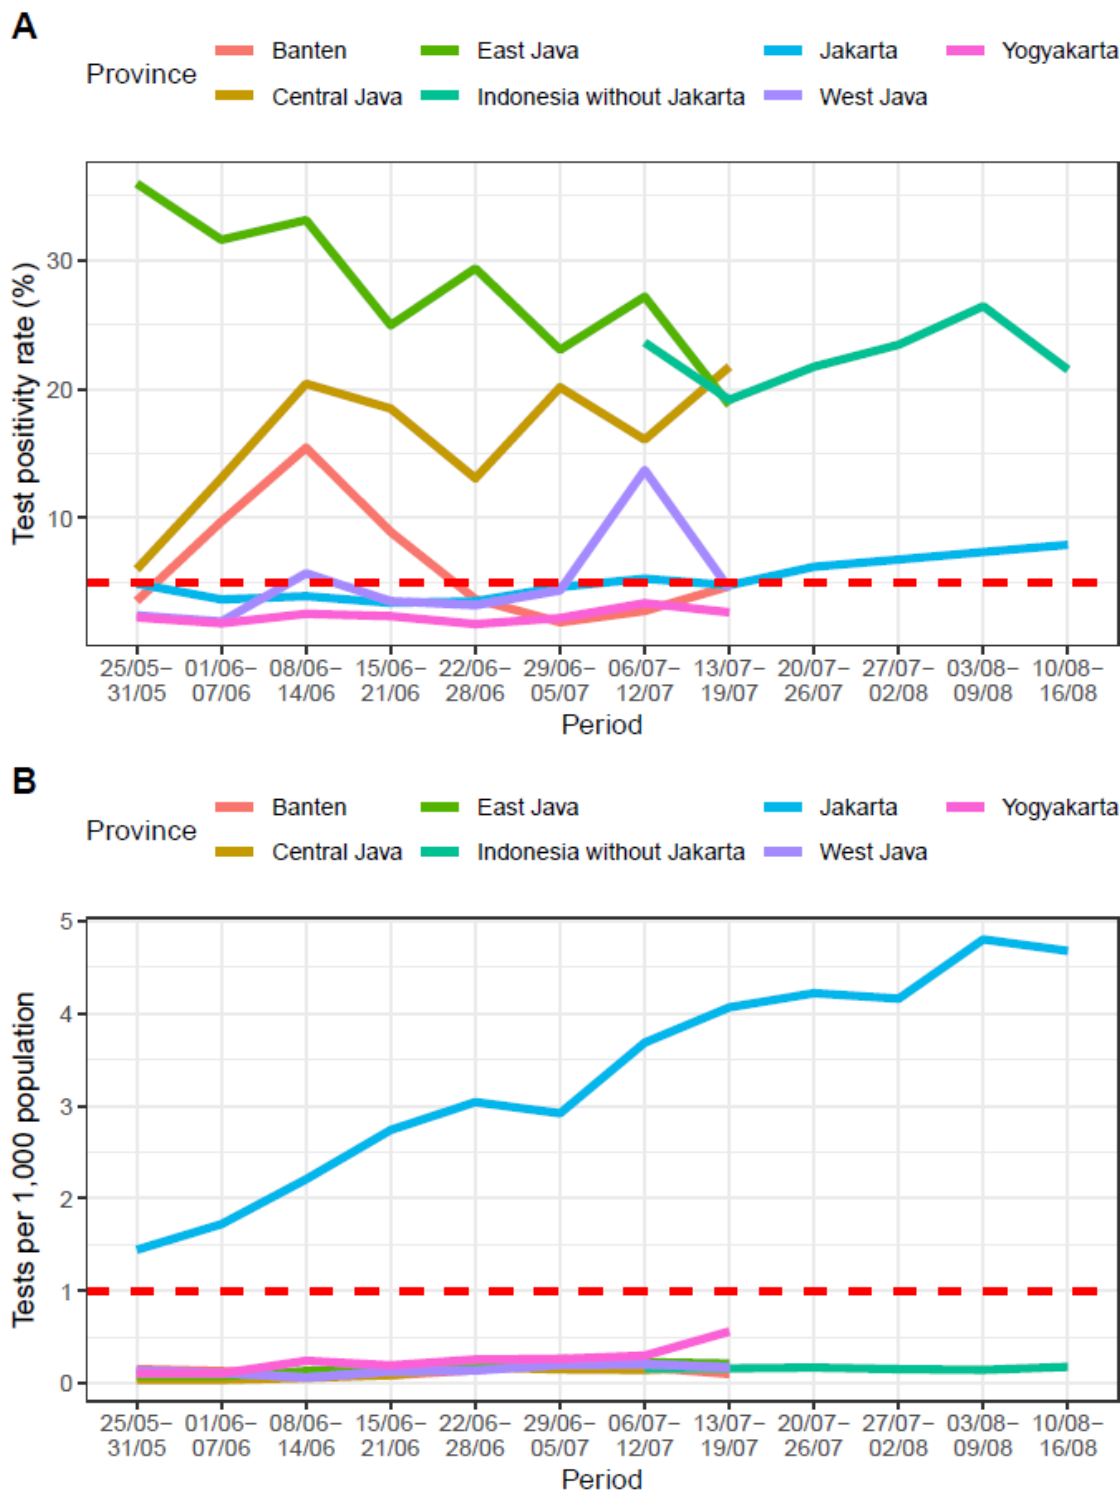 A
Province
Banten
East Java
Jakarta
Yogyakarta
Central Java
Indonesia without Jakarta
West Java
Test positivity rate (%)
30
20
10
25/05− 01/06− 08/06− 15/06− 22/06− 29/06− 06/07− 13/07− 20/07− 27/07− 03/08− 10/08−
31/05 07/06 14/06 21/06 28/06 05/07 12/07 19/07 26/07 02/08 09/08 16/08
Period
B
Province
Banten
East Java
Jakarta
Yogyakarta
Central Java
Indonesia without Jakarta
West Java
Tests per 1,000 population
5
4
3
2
1
0
25/05− 01/06− 08/06− 15/06− 22/06− 29/06− 06/07− 13/07− 20/07− 27/07− 03/08− 10/08−
31/05 07/06 14/06 21/06 28/06 05/07 12/07 19/07 26/07 02/08 09/08 16/08
Period